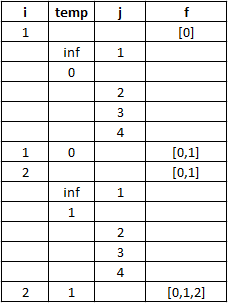 i temp j f
1 [0]
inf 1
0
2
3
4
1 0 [0,1]
2 [0,1]
inf 1
1
2
3
4
2 1 [0,1,2]